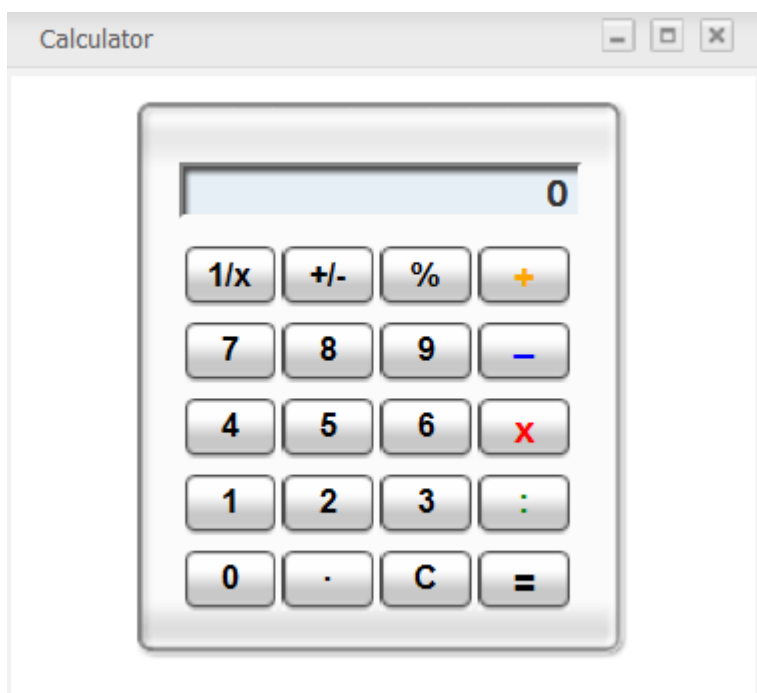 Calculator
0
1/x +/- % +
7 8 9 –
4 5 6 x
1 2 3 :
0 . C =